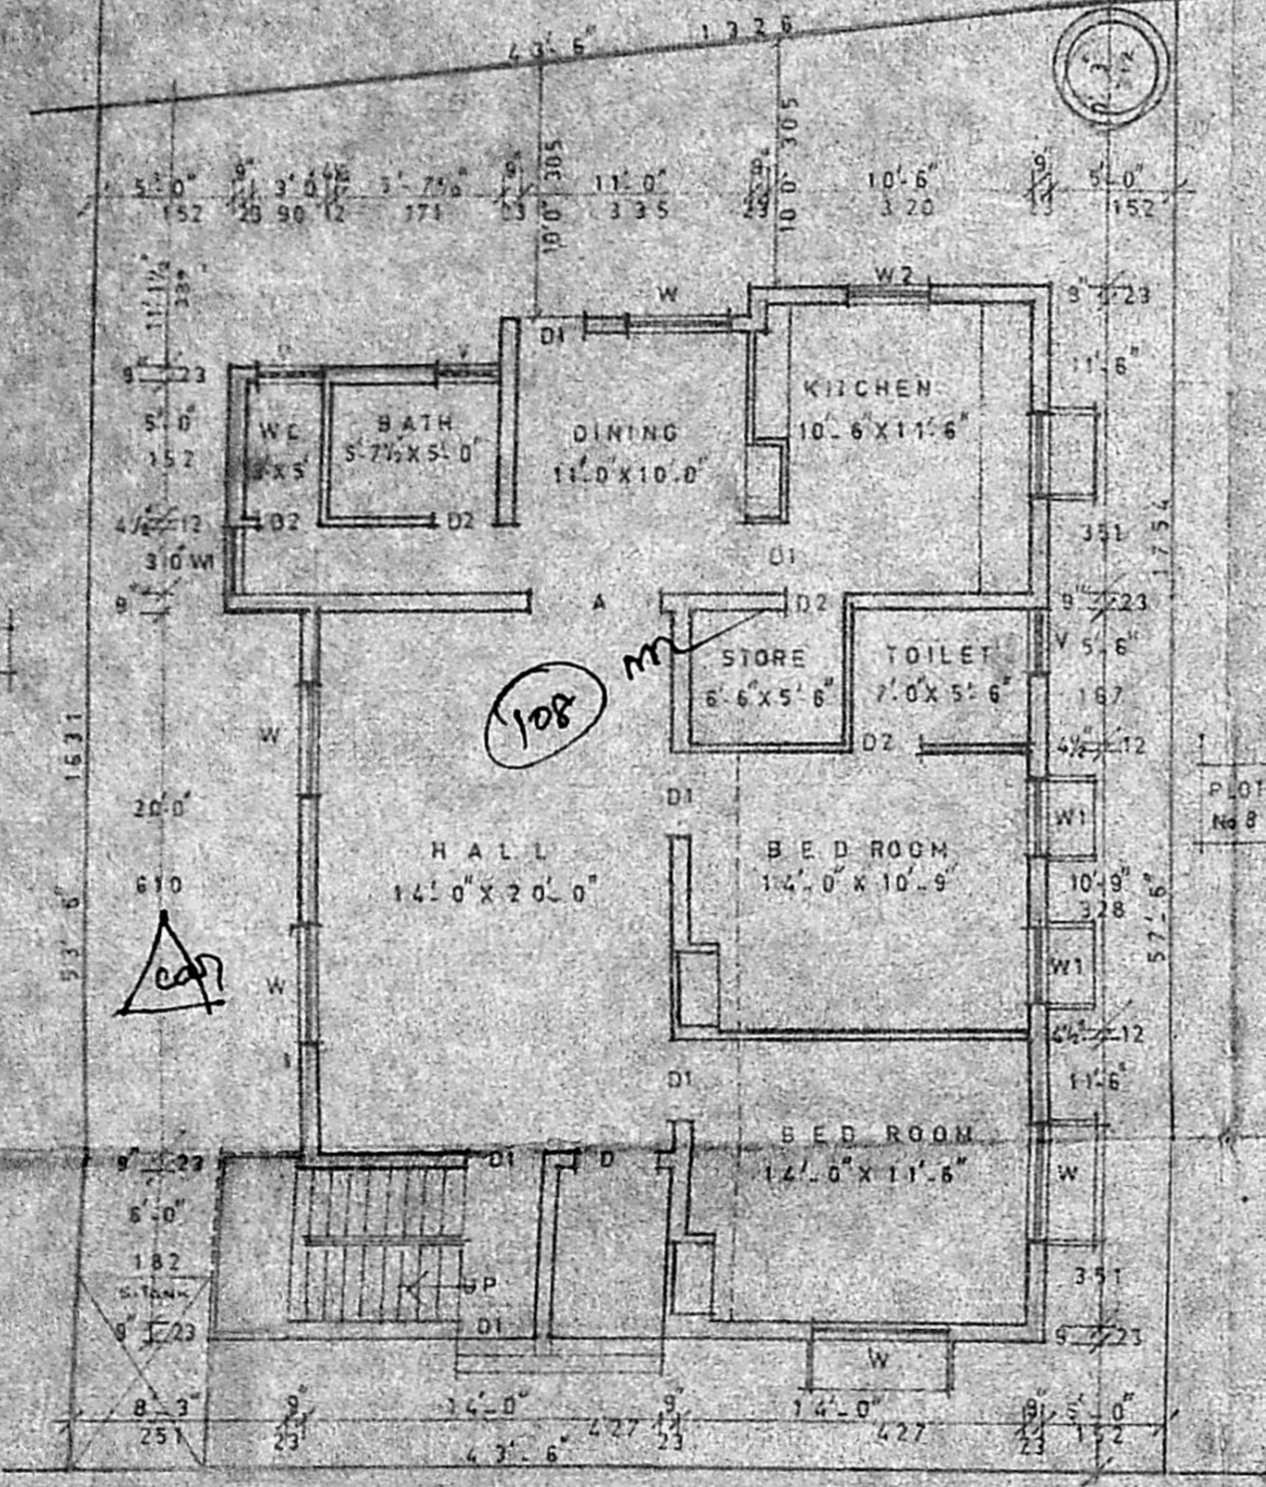 43'-6" 1326
10'0" 305
10'0" 305
5'-0" 9" 3'0" 4½ 5'-7½" 9" 11'-0" 9" 10'-6" 9" 5'-0"
152 23 90 12 171 23 335 23 320 23 152
11'-1½"
339
W2
W
D1
9" 23
9" 23
11'-6"
V
KITCHEN
10'-6"X11'-6"
5'-0"
152
WC
3'X5'
BATH
5'-7½"X5'-0"
DINING
11'-0"X10'-0"
4½" 12
D2
D2
351
1754
3'0" W1
D1
9"
A
D2
9" 23
STORE
6'-6"X5'-6"
TOILET
7'-0"X5'-6"
V 5'-6"
167
108
1631
W
D2
4½" 12
PLOT
No 8
20'-0"
610
D1
W1
HALL
14'-0"X20'-0"
BED ROOM
14'-0"X10'-9"
10'-9"
328
53'-6"
57'-6"
car
W
W1
4½" 12
D1
11'-6"
BED ROOM
14'-0"X11'-6"
9" 23
D1
D
W
6'-0"
182
S.TANK
UP
351
9" 23
D1
9 23
W
8'-3" 9" 14'-0" 9" 14'-0" 9" 5'-0"
251 23 427 23 427 23 152
43'-6"